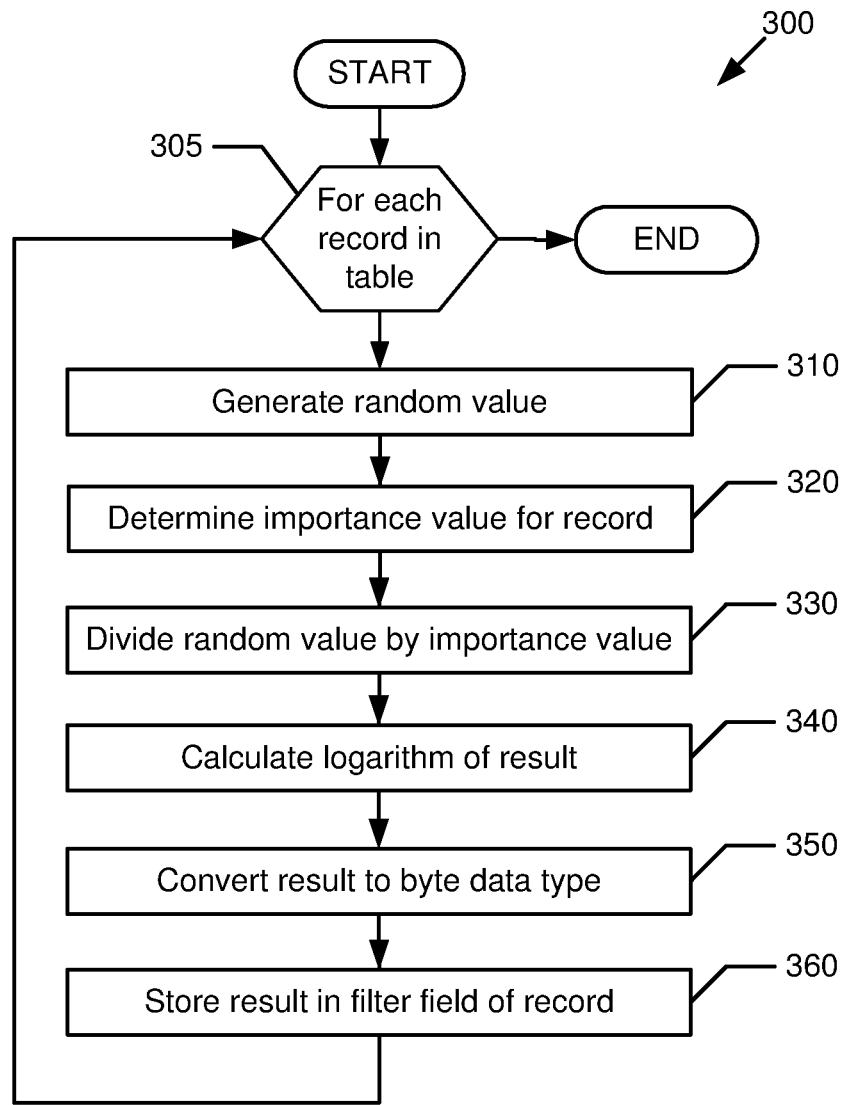 300
START
305
For each
record in
table
END
310
Generate random value
320
Determine importance value for record
330
Divide random value by importance value
340
Calculate logarithm of result
350
Convert result to byte data type
360
Store result in filter field of record